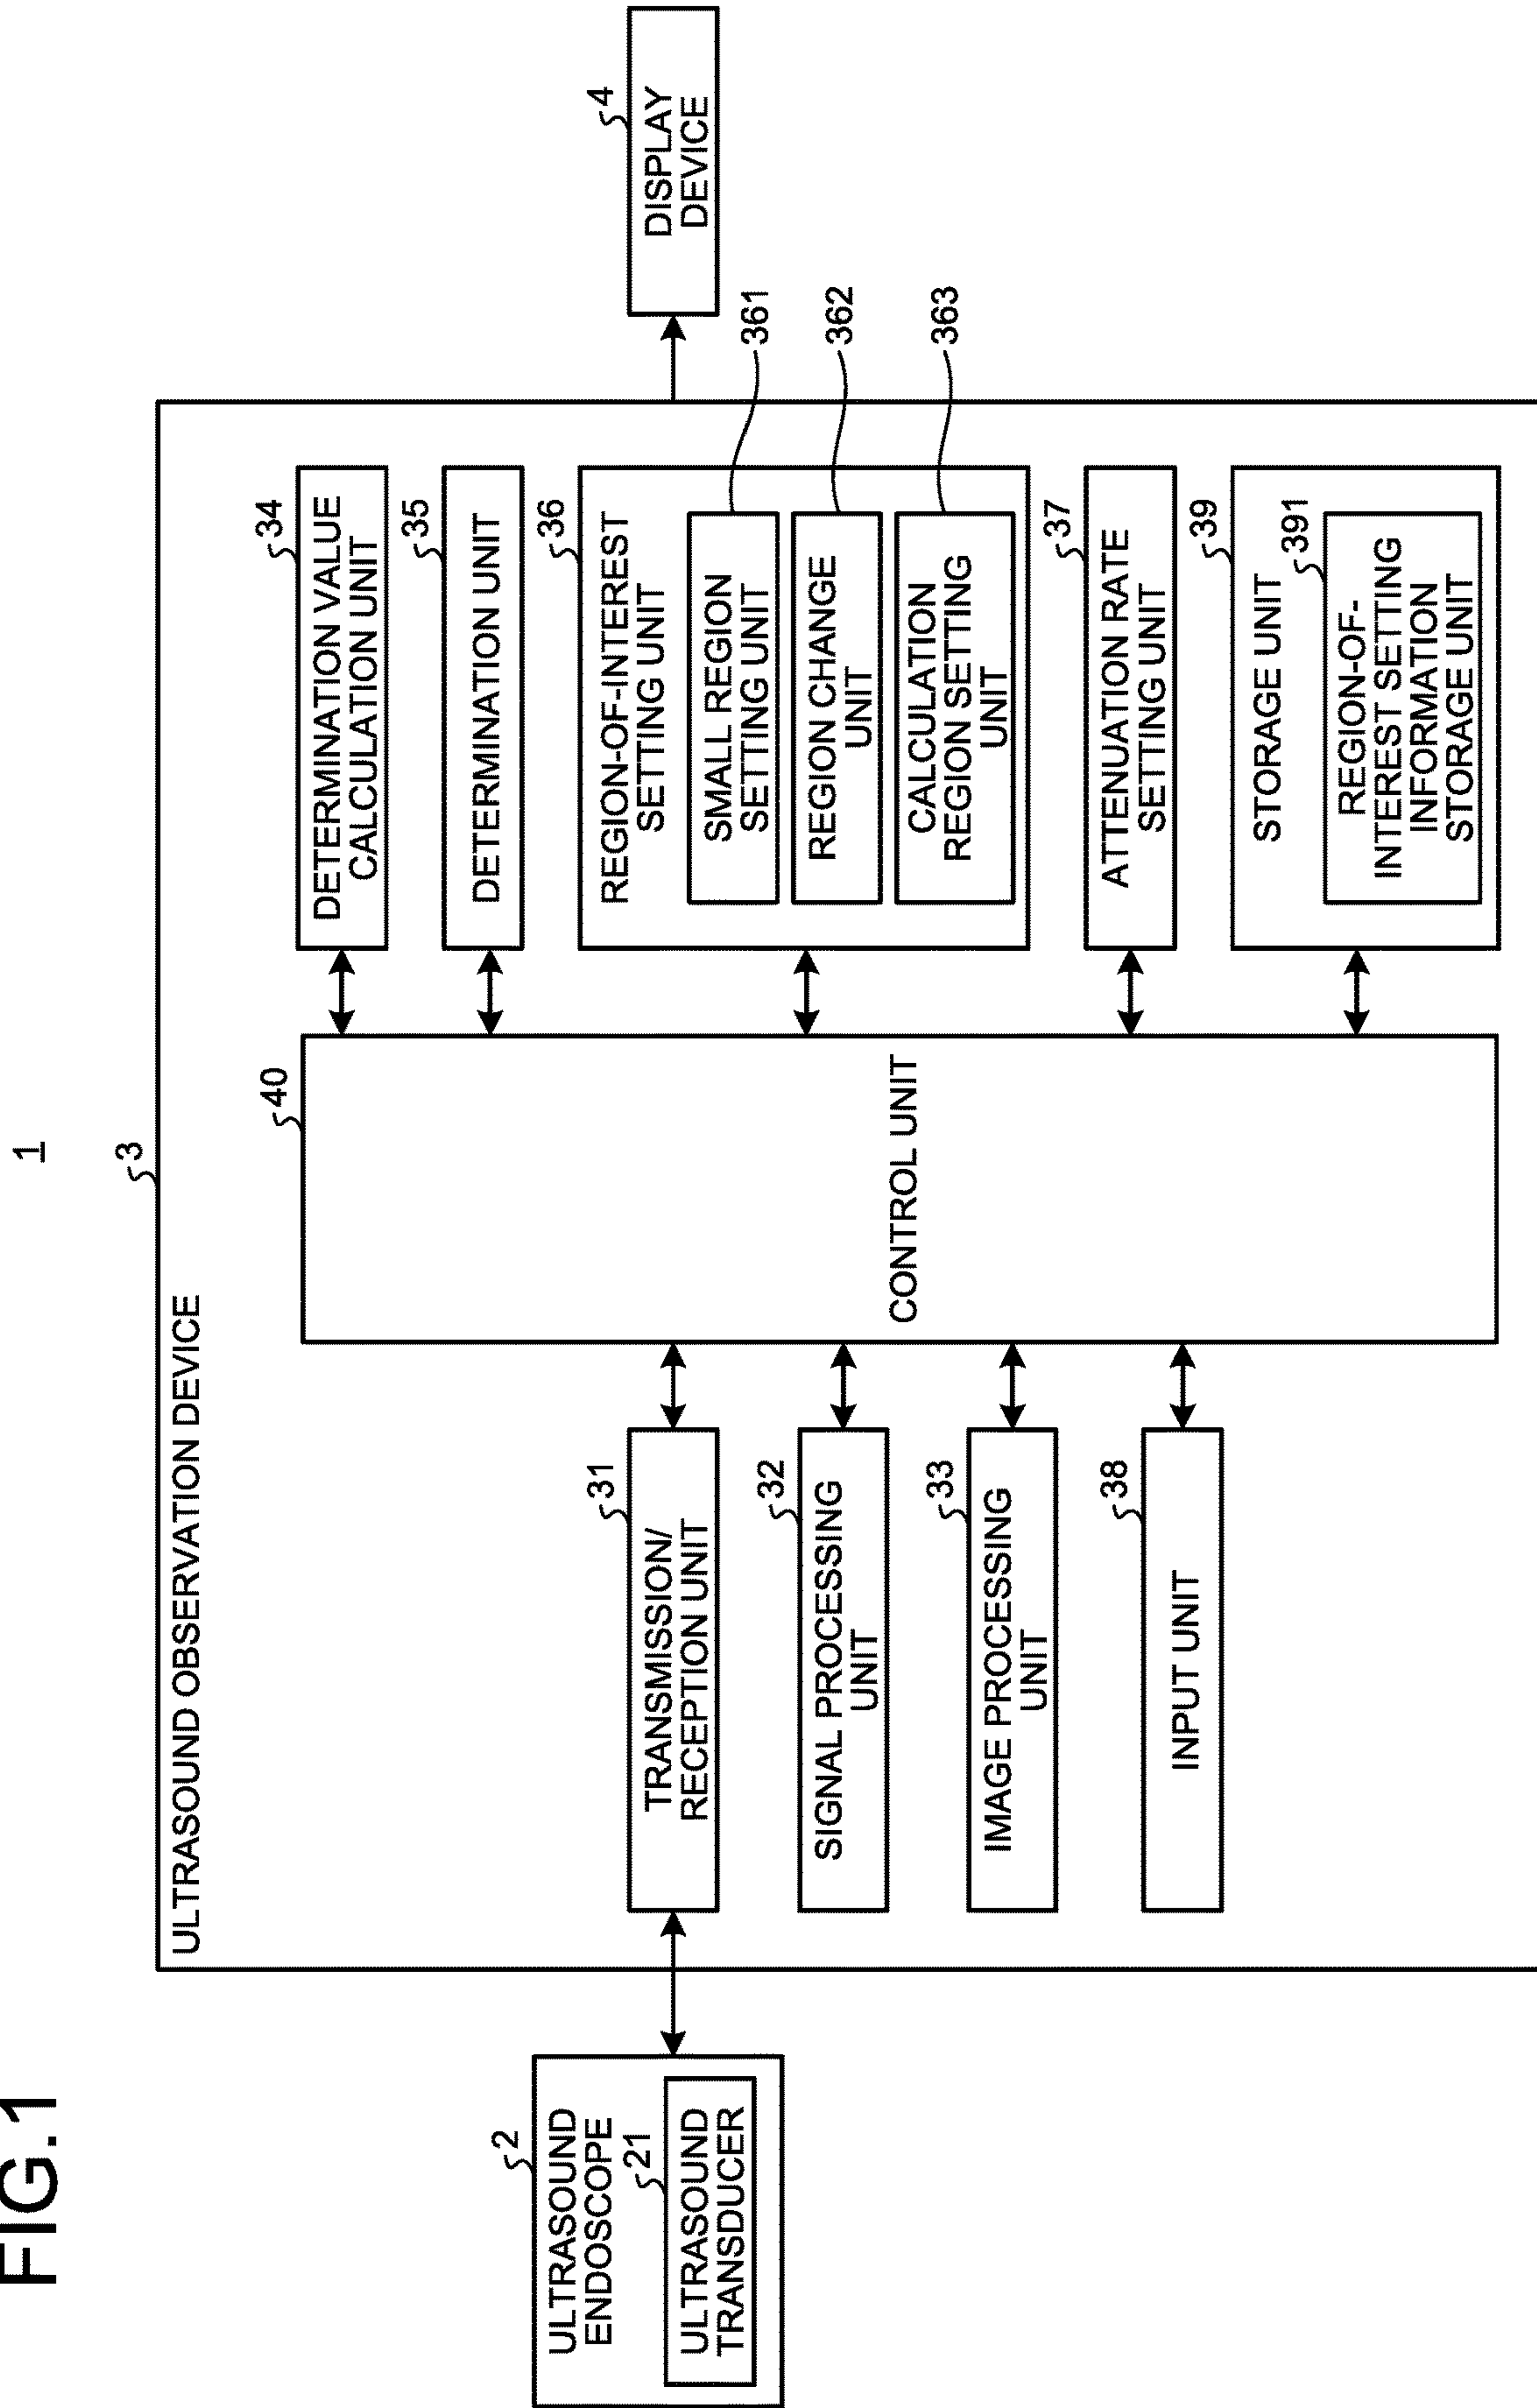 FIG.1
1
ULTRASOUND OBSERVATION DEVICE
3
2
ULTRASOUND
ENDOSCOPE
21
ULTRASOUND
TRANSDUCER
31
TRANSMISSION/
RECEPTION UNIT
32
SIGNAL PROCESSING
UNIT
33
IMAGE PROCESSING
UNIT
38
INPUT UNIT
40
CONTROL UNIT
34
DETERMINATION VALUE
CALCULATION UNIT
35
DETERMINATION UNIT
36
REGION-OF-INTEREST
SETTING UNIT
SMALL REGION
SETTING UNIT
361
REGION CHANGE
UNIT
362
CALCULATION
REGION SETTING
UNIT
363
37
ATTENUATION RATE
SETTING UNIT
39
STORAGE UNIT
391
REGION-OF-
INTEREST SETTING
INFORMATION
STORAGE UNIT
4
DISPLAY
DEVICE